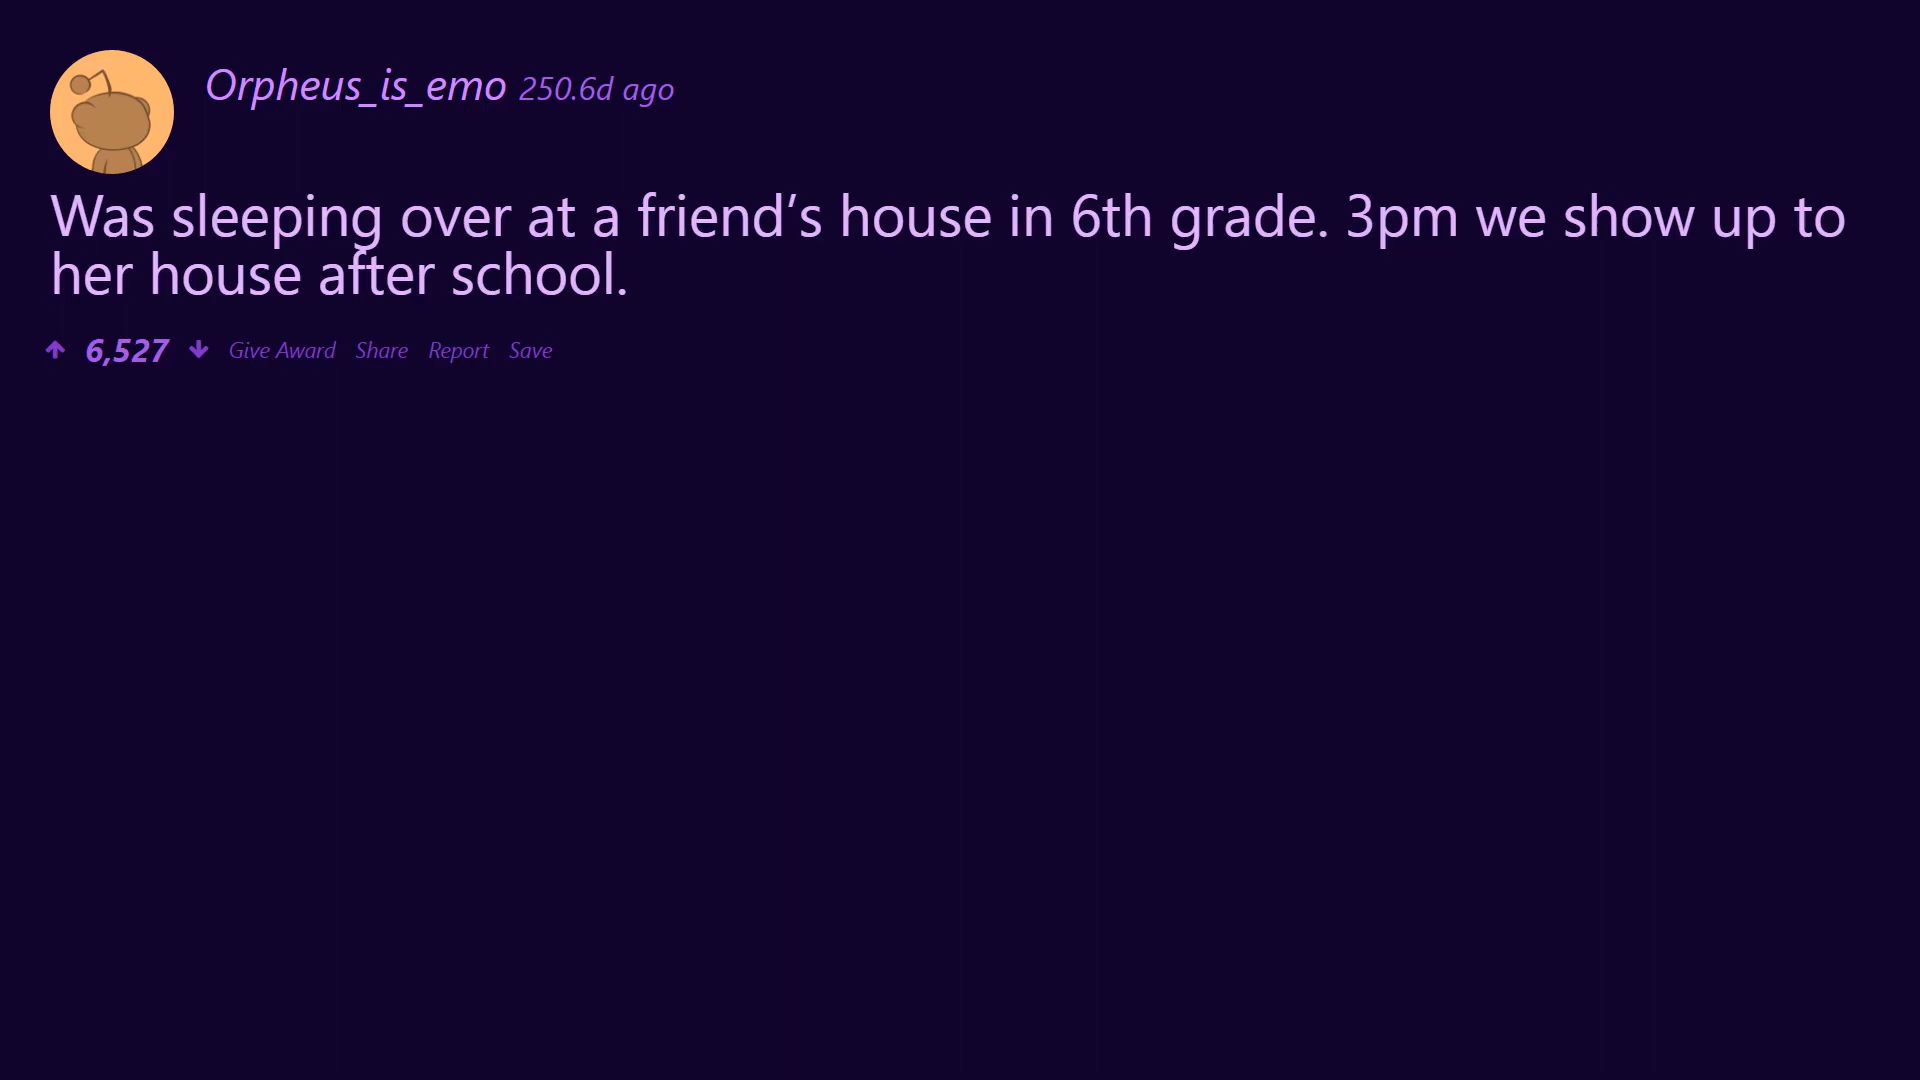 Orpheus_is_emo 250.6d ago
Was sleeping over at a friend’s house in 6th grade. 3pm we show up to
her house after school.
6,527 Give Award Share Report Save